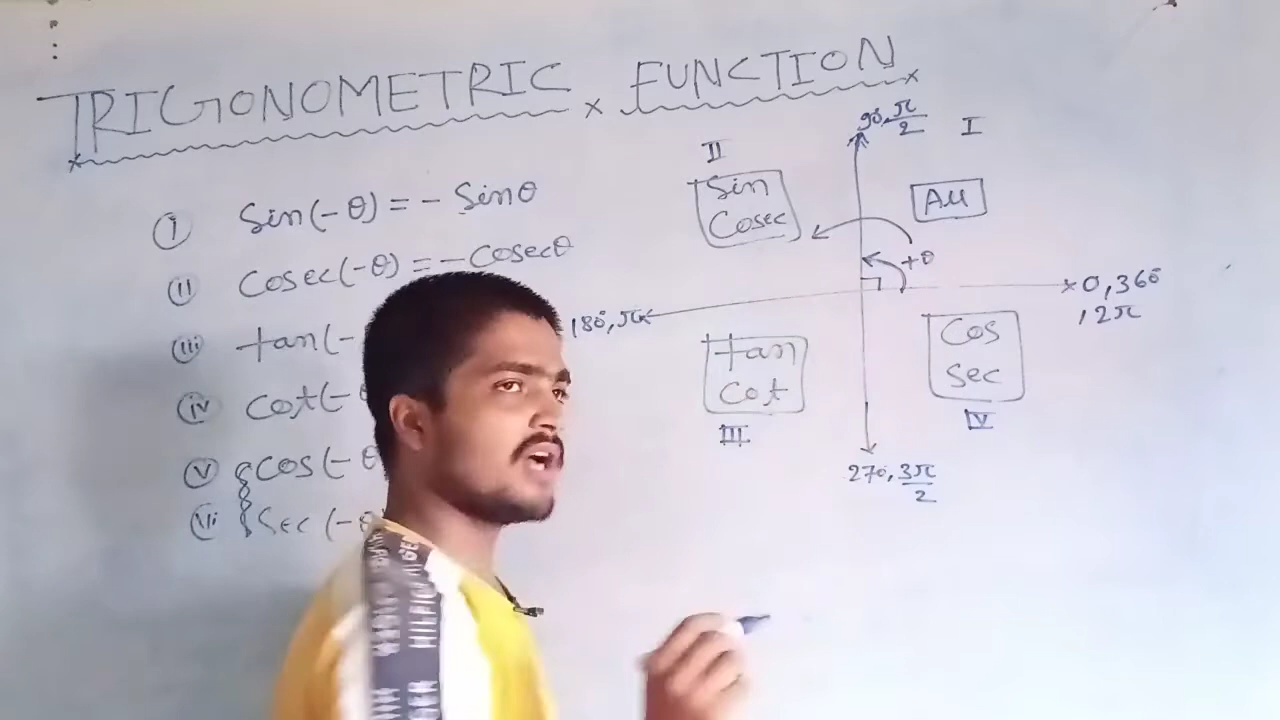 TRIGONOMETRIC FUNCTION
i) Sin(-θ) = - Sinθ
ii) Cosec(-θ) = - Cosecθ
iii) tan(-
iv) Cot(-θ
v) Cos(-θ
vi) Sec(-θ
90°, π/2
I
II
Sin
Cosec
All
+θ
0, 360°
, 2π
180°, π
tan
Cot
III
Cos
Sec
IV
270°, 3π/2
HILFIGER